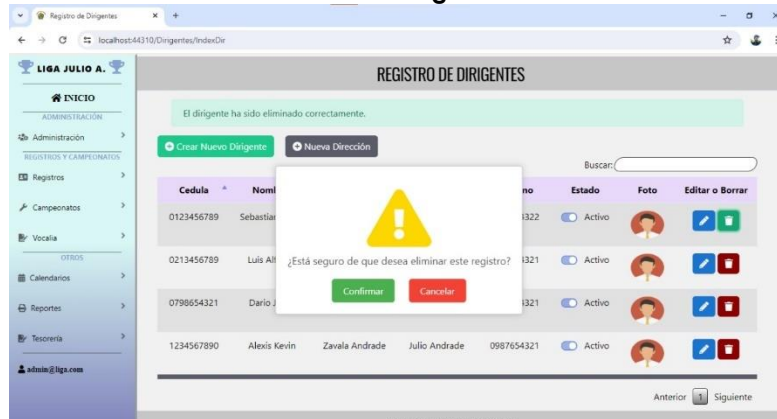 Registro de Dirigentes
localhost:44310/Dirigentes/IndexDir
LIGA JULIO A.
REGISTRO DE DIRIGENTES
INICIO
ADMINISTRACIÓN
Administración
REGISTROS Y CAMPEONATOS
Registros
Campeonatos
Vocalia
OTROS
Calendarios
Reportes
Tesorería
admin@liga.com
El dirigente ha sido eliminado correctamente.
Crear Nuevo Dirigente Nueva Dirección
Buscar:
Cedula Estado Foto Editar o Borrar
0123456789 Activo
0213456789 Luis Activo
0798654321 Dario Activo
1234567890 Alexis Kevin Zavala Andrade Julio Andrade 0987654321 Activo
¿Está seguro de que desea eliminar este registro?
Confirmar Cancelar
Anterior 1 Siguiente